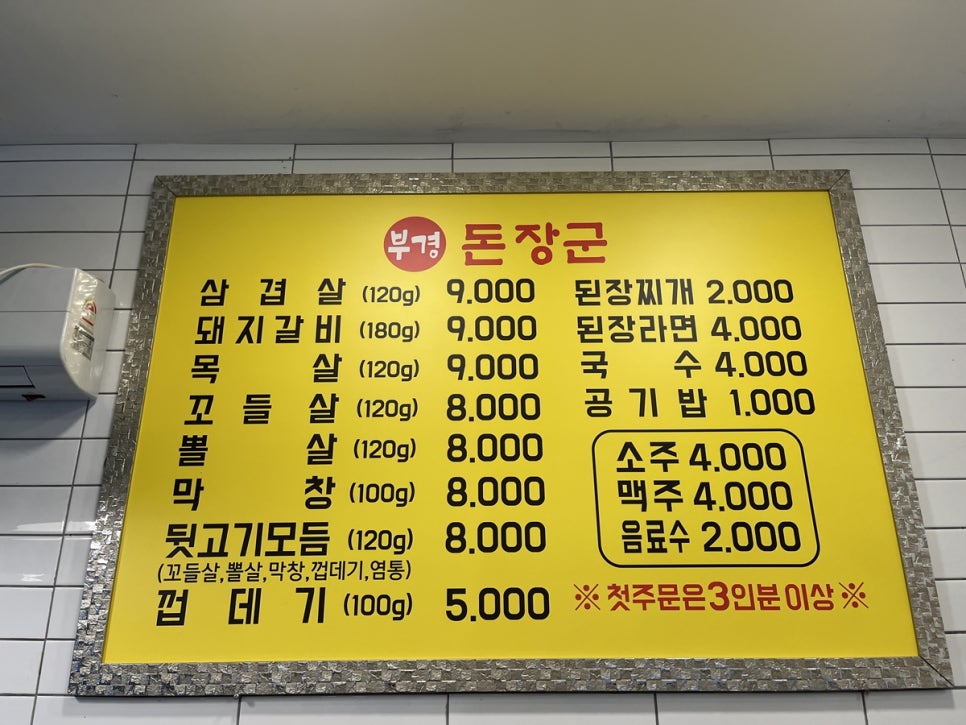 부경 돈장군
삼겹살 (120g) 9.000
돼지갈비 (180g) 9.000
목살 (120g) 9.000
꼬들살 (120g) 8.000
뽈살 (120g) 8.000
막창 (100g) 8.000
뒷고기모듬 (120g) 8.000
(꼬들살,뽈살,막창,껍데기,염통)
껍데기 (100g) 5.000
된장찌개 2.000
된장라면 4.000
국수 4.000
공기밥 1.000
소주 4.000
맥주 4.000
음료수 2.000
※ 첫주문은 3인분 이상 ※